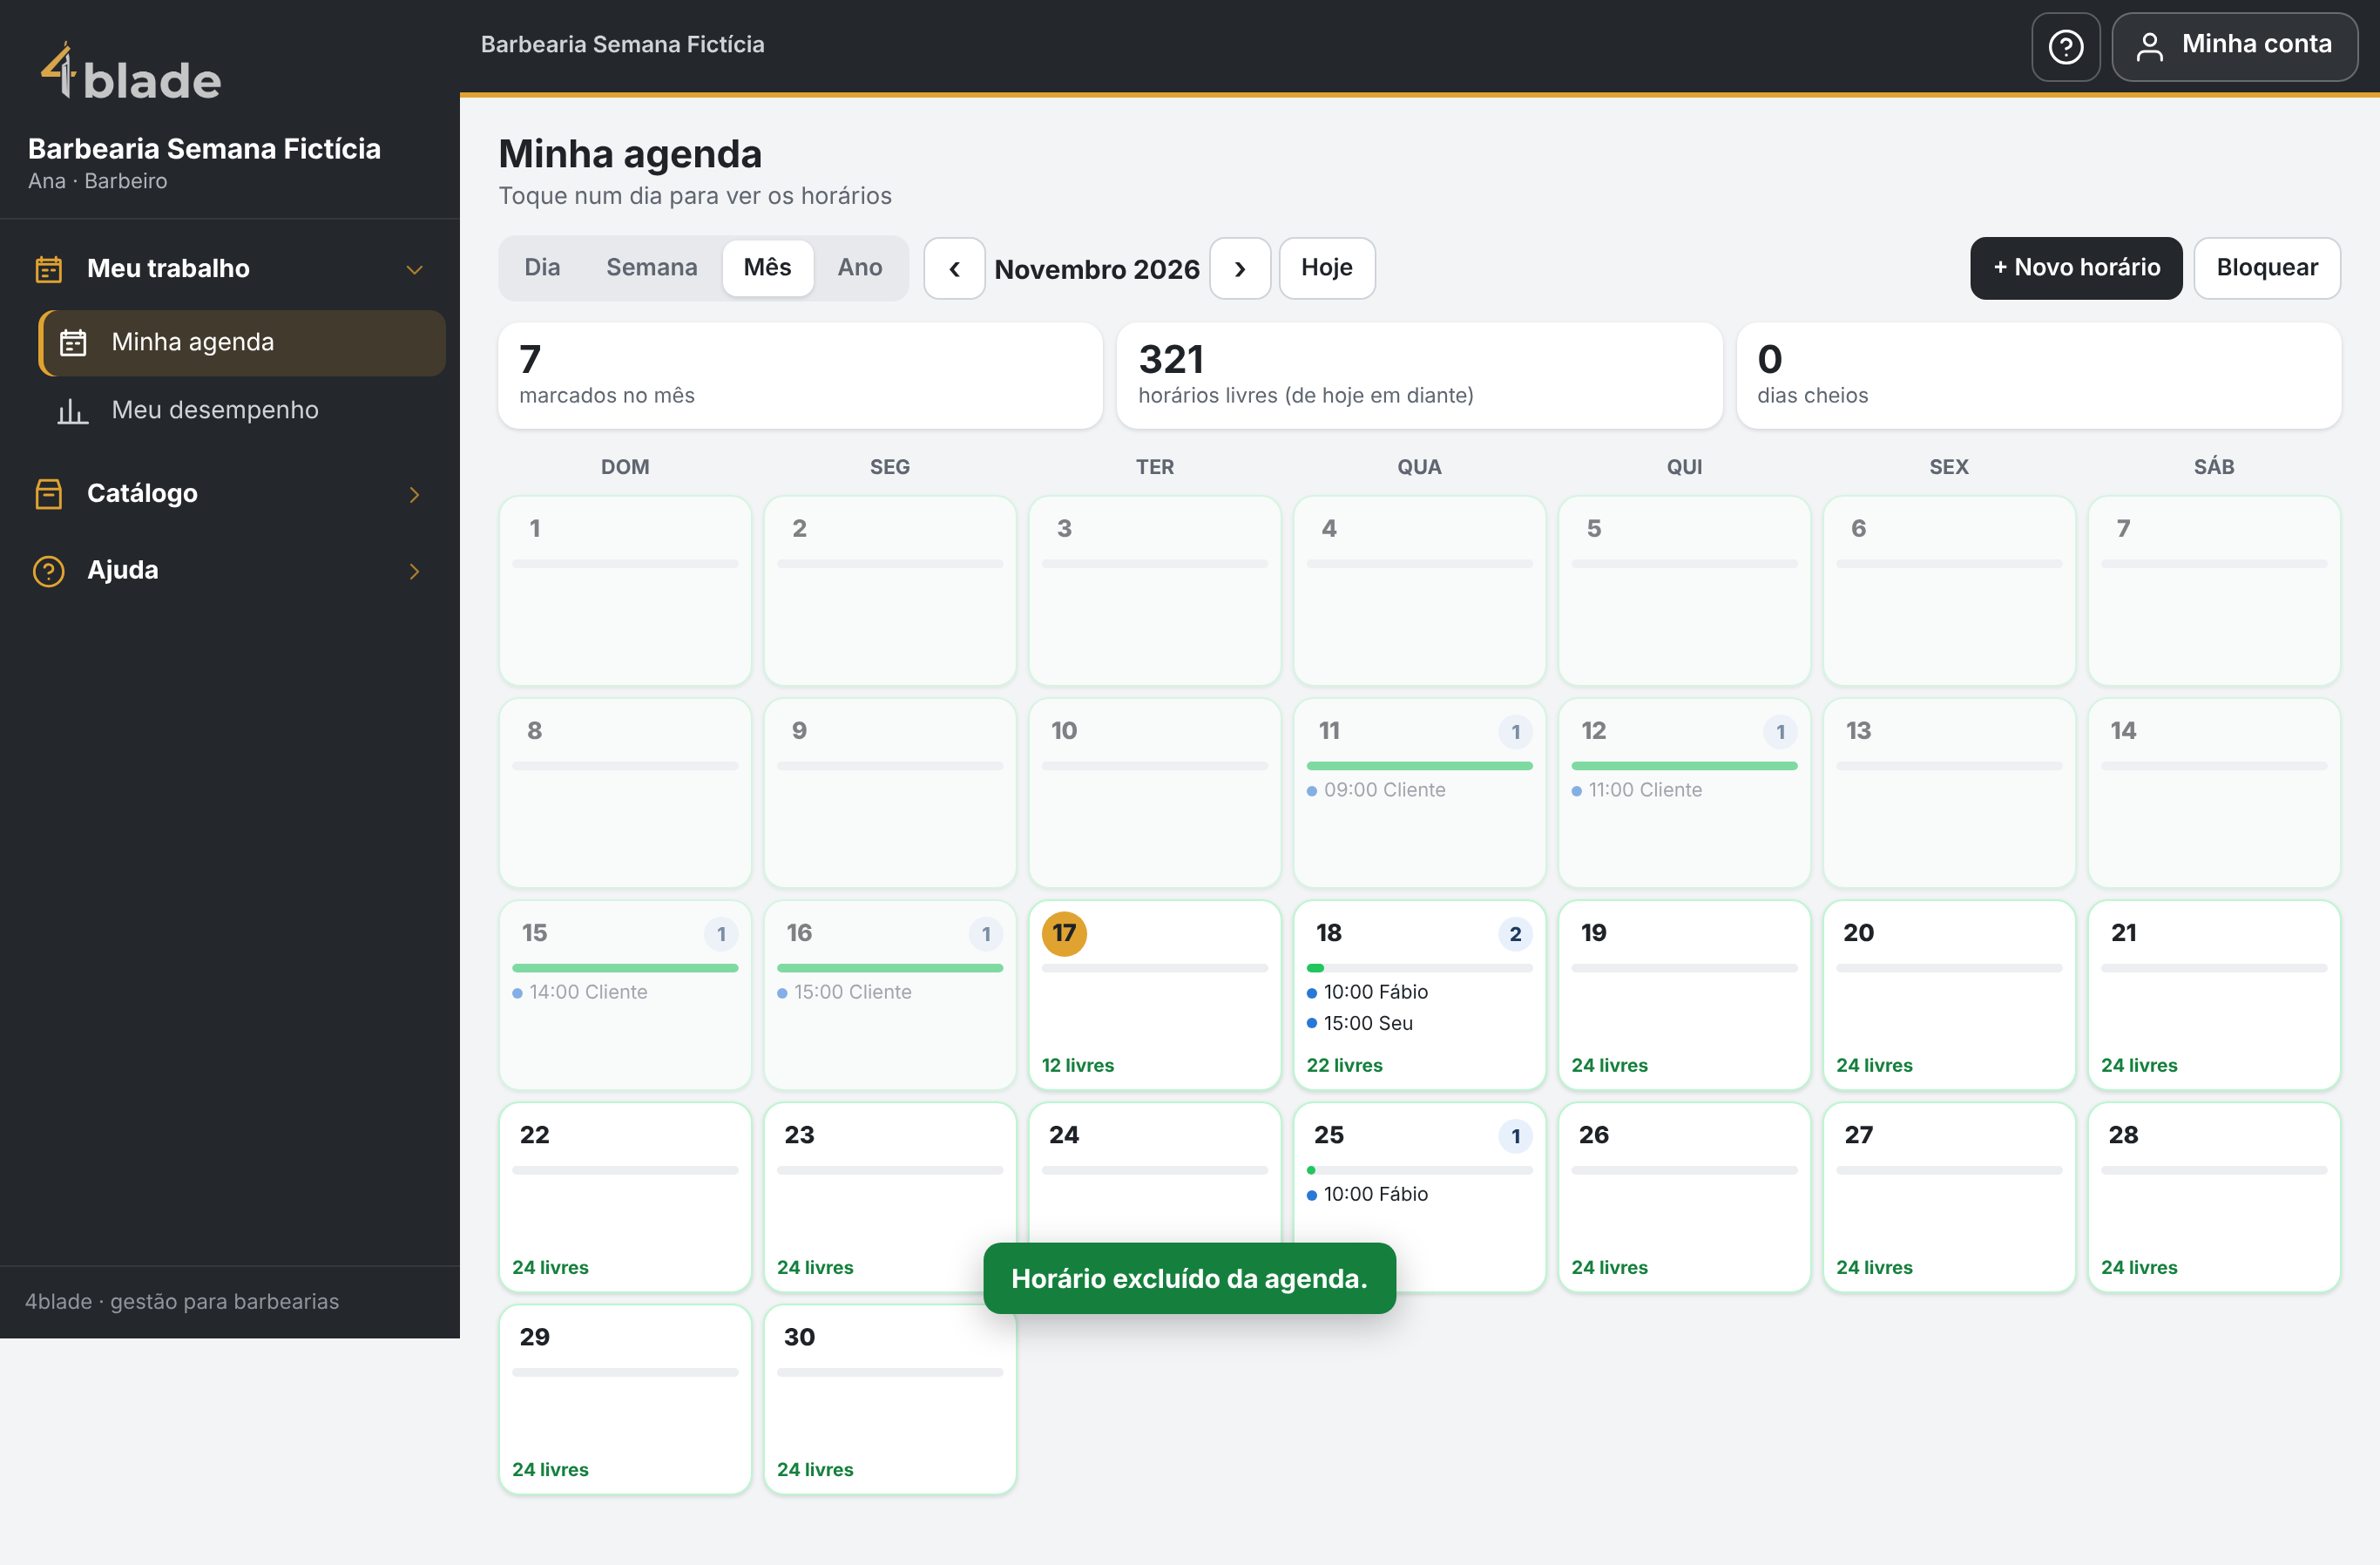 4blade
Barbearia Semana Fictícia
Ana · Barbeiro
Meu trabalho
Minha agenda
Meu desempenho
Catálogo
Ajuda
4blade · gestão para barbearias
Barbearia Semana Fictícia
Minha conta
Minha agenda
Toque num dia para ver os horários
Dia Semana Mês Ano ‹ Novembro 2026 › Hoje + Novo horário Bloquear
7
marcados no mês
321
horários livres (de hoje em diante)
0
dias cheios
DOM SEG TER QUA QUI SEX SÁB
1 2 3 4 5 6 7
8 9 10 11 1 12 1 13 14
09:00 Cliente 11:00 Cliente
15 1 16 1 17 18 2 19 20 21
14:00 Cliente 15:00 Cliente 10:00 Fábio
15:00 Seu
12 livres 22 livres 24 livres 24 livres 24 livres
22 23 24 25 1 26 27 28
10:00 Fábio
24 livres 24 livres 24 livres 24 livres 24 livres
Horário excluído da agenda.
29 30
24 livres 24 livres